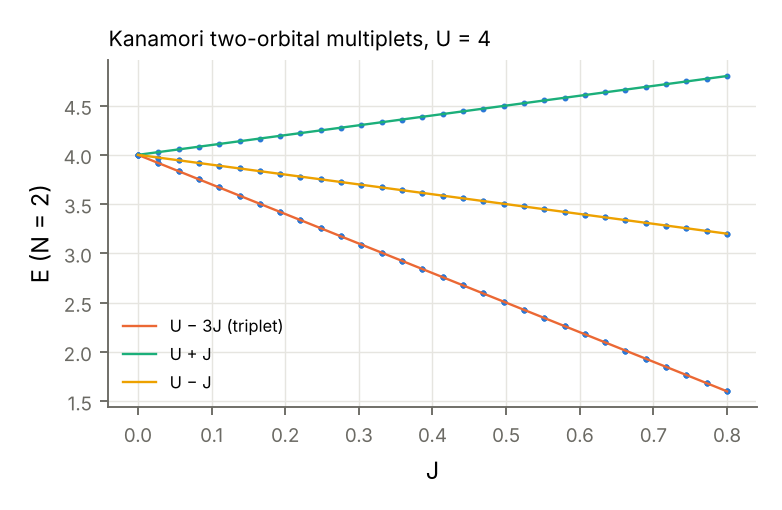 Kanamori two-orbital multiplets, U = 4
E (N = 2)
4.5
4.0
3.5
3.0
2.5
2.0
1.5
U − 3J (triplet)
U + J
U − J
0.0 0.1 0.2 0.3 0.4 0.5 0.6 0.7 0.8
J